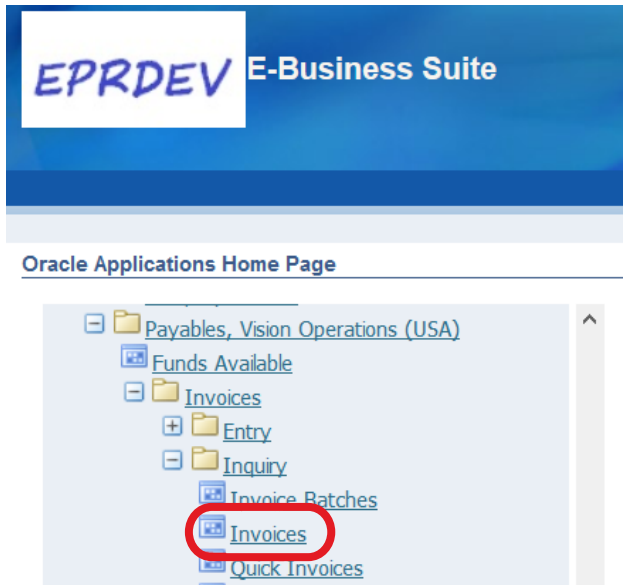 EPRDEV E-Business Suite
Oracle Applications Home Page
Payables, Vision Operations (USA)
Funds Available
Invoices
Entry
Inquiry
Invoice Batches
Invoices
Quick Invoices